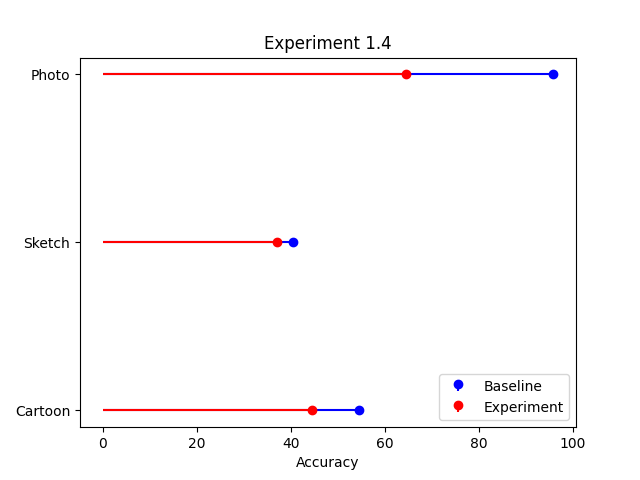 Experiment 1.4
Photo
Sketch
Cartoon
Baseline
Experiment
0 20 40 60 80 100
Accuracy